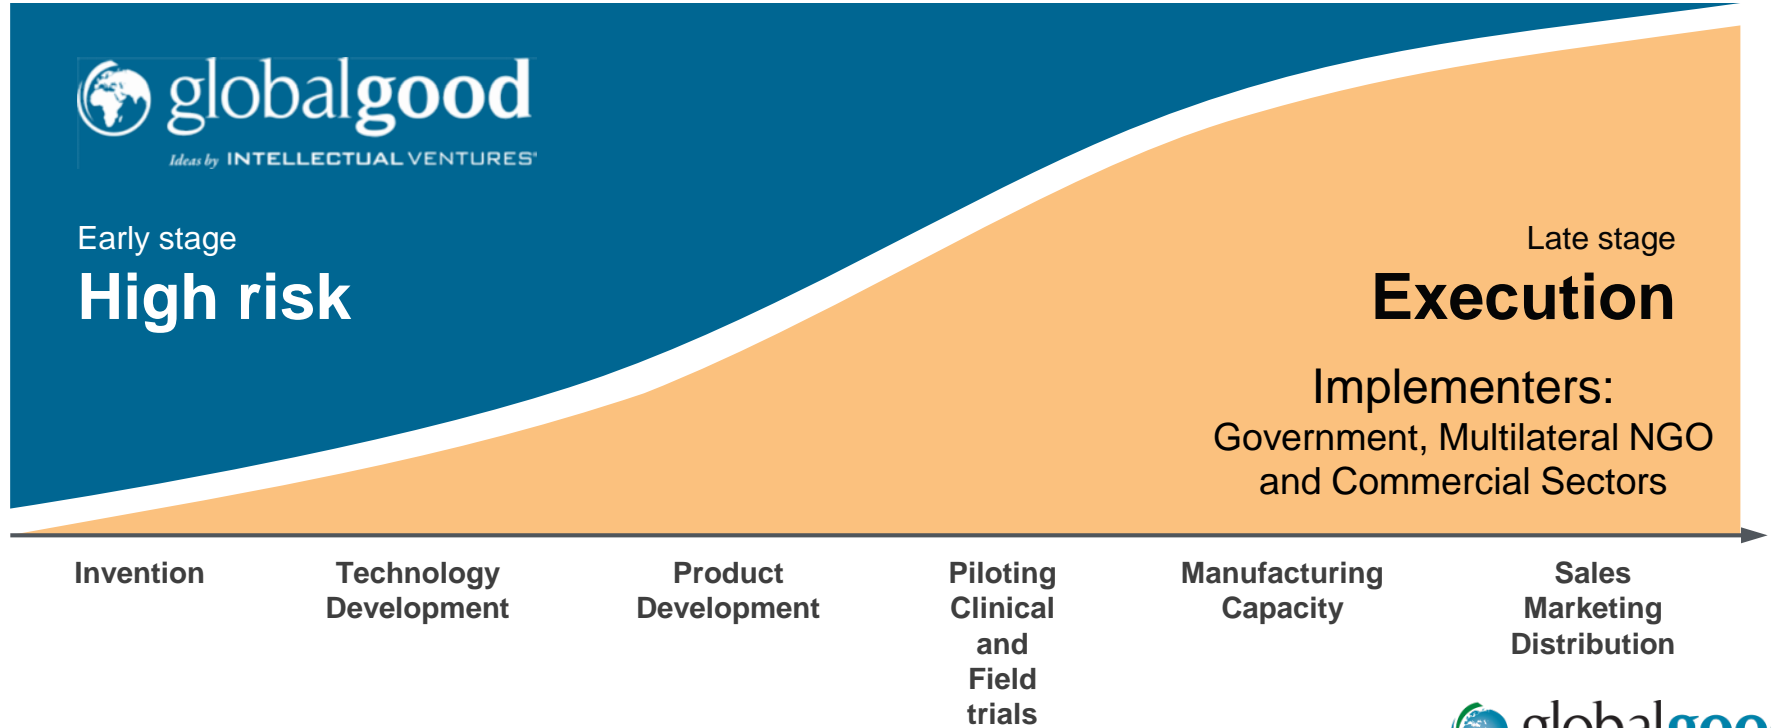 globalgood
Ideas by INTELLECTUAL VENTURES®
Early stage
High risk
Late stage
Execution
Implementers:
Government, Multilateral NGO
and Commercial Sectors
Invention
Technology
Development
Product
Development
Piloting
Clinical
and
Field
trials
Manufacturing
Capacity
Sales
Marketing
Distribution
globalgoo